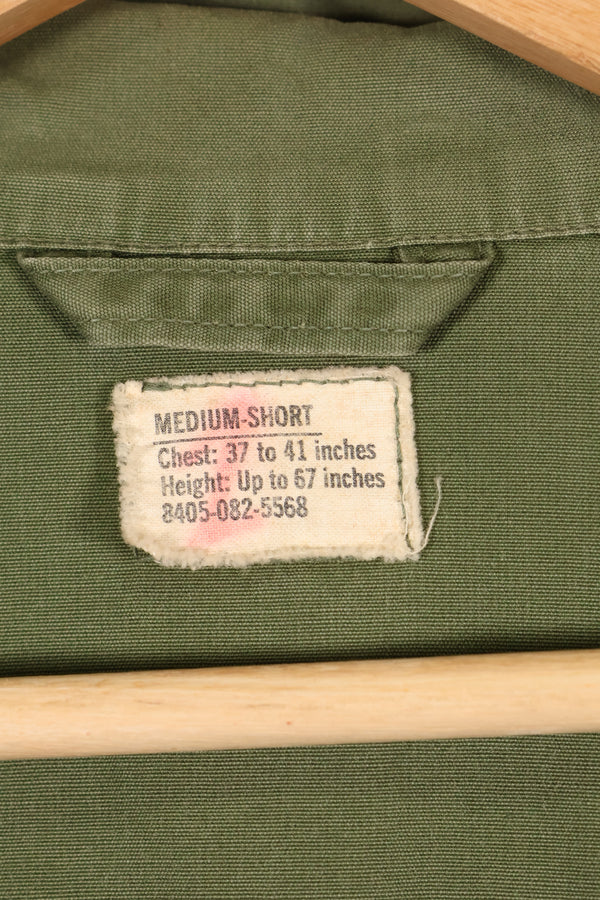 MEDIUM-SHORT
Chest: 37 to 41 inches
Height: Up to 67 inches
8405-082-5568